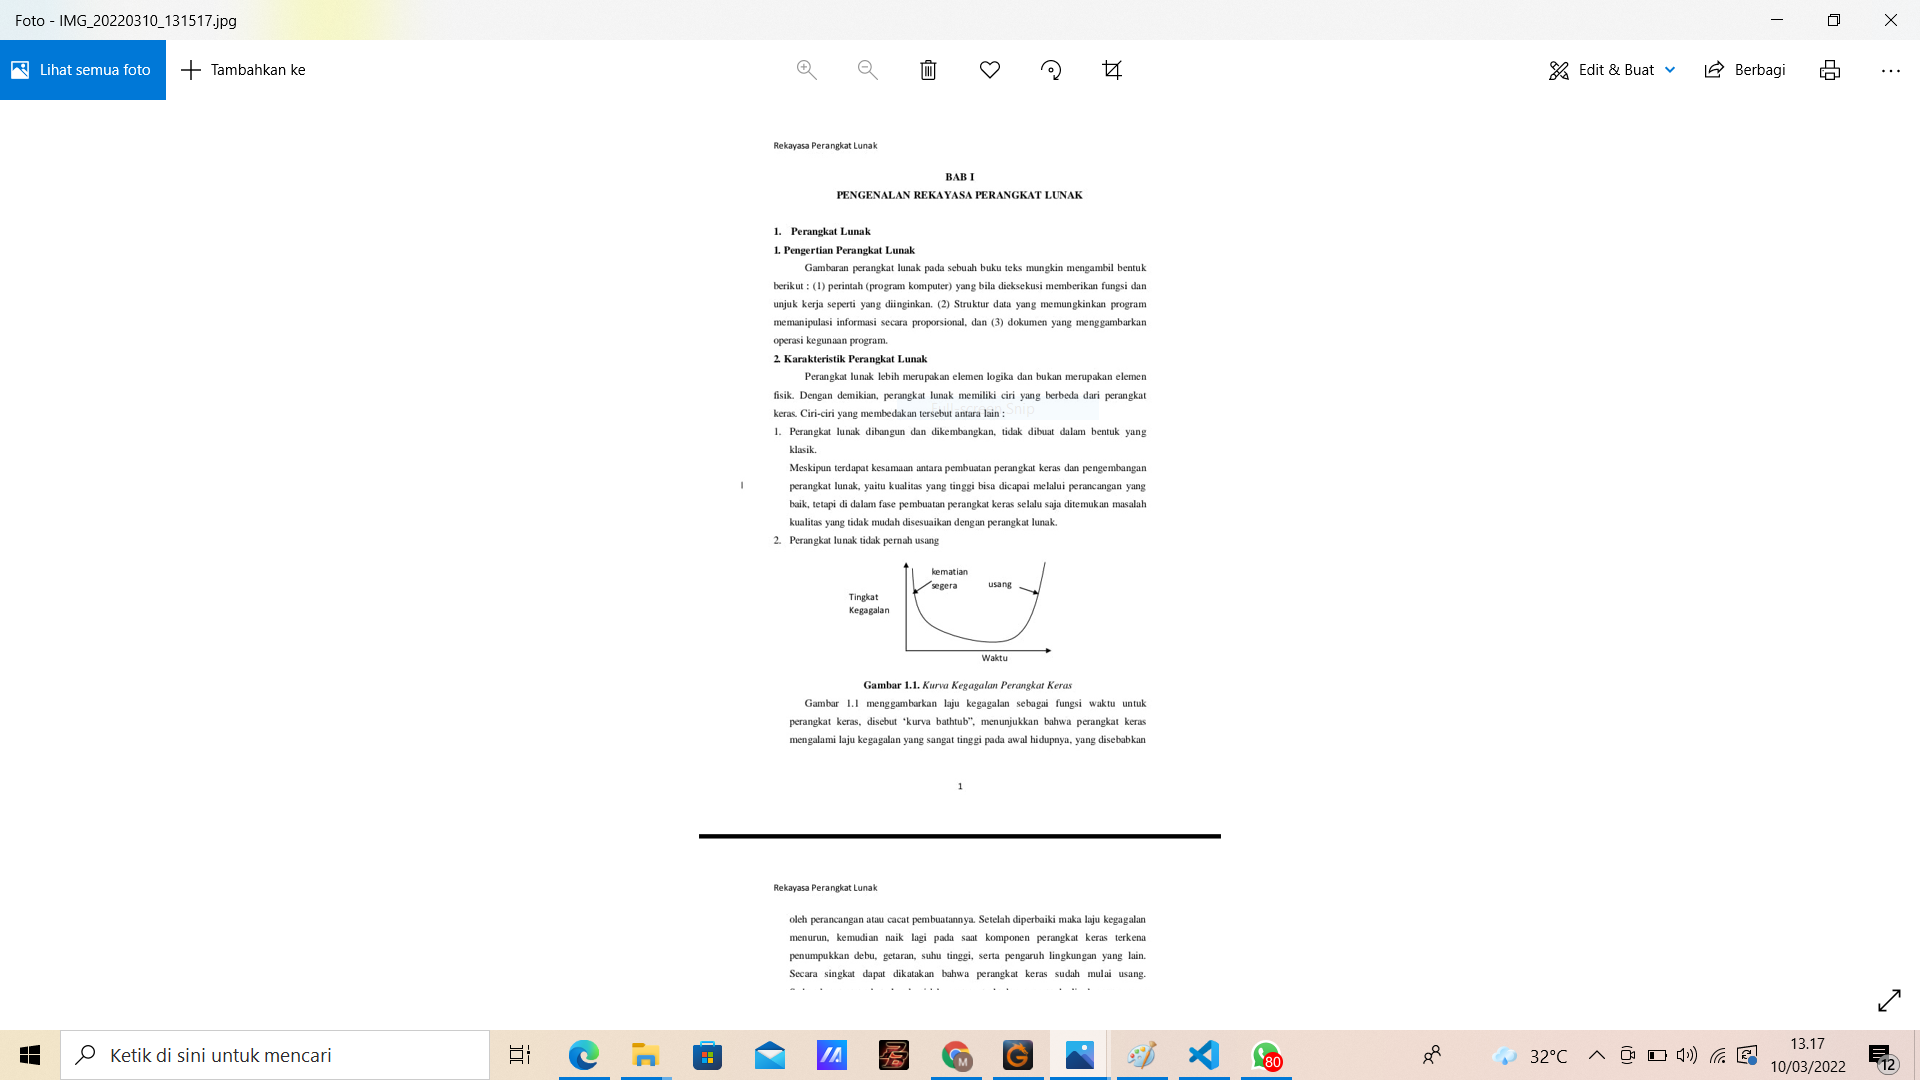 Foto - IMG_20220310_131517.jpg
Lihat semua foto
Tambahkan ke
Edit & Buat
Berbagi
Rekayasa Perangkat Lunak
BAB I
PENGENALAN REKAYASA PERANGKAT LUNAK
1. Perangkat Lunak
1. Pengertian Perangkat Lunak
Gambaran perangkat lunak pada sebuah buku teks mungkin mengambil bentuk
berikut : (1) perintah (program komputer) yang bila dieksekusi memberikan fungsi dan
unjuk kerja seperti yang diinginkan. (2) Struktur data yang memungkinkan program
memanipulasi informasi secara proporsional, dan (3) dokumen yang menggambarkan
operasi kegunaan program.
2. Karakteristik Perangkat Lunak
Perangkat lunak lebih merupakan elemen logika dan bukan merupakan elemen
fisik. Dengan demikian, perangkat lunak memiliki ciri yang berbeda dari perangkat
keras. Ciri-ciri yang membedakan tersebut antara lain :
1. Perangkat lunak dibangun dan dikembangkan, tidak dibuat dalam bentuk yang
klasik.
Meskipun terdapat kesamaan antara pembuatan perangkat keras dan pengembangan
perangkat lunak, yaitu kualitas yang tinggi bisa dicapai melalui perancangan yang
baik, tetapi di dalam fase pembuatan perangkat keras selalu saja ditemukan masalah
kualitas yang tidak mudah disesuaikan dengan perangkat lunak.
2. Perangkat lunak tidak pernah usang
kematian
segera
usang
Tingkat
Kegagalan
Waktu
Gambar 1.1. Kurva Kegagalan Perangkat Keras
Gambar 1.1 menggambarkan laju kegagalan sebagai fungsi waktu untuk
perangkat keras, disebut ‘kurva bathtub”, menunjukkan bahwa perangkat keras
mengalami laju kegagalan yang sangat tinggi pada awal hidupnya, yang disebabkan
1
Rekayasa Perangkat Lunak
oleh perancangan atau cacat pembuatannya. Setelah diperbaiki maka laju kegagalan
menurun, kemudian naik lagi pada saat komponen perangkat keras terkena
penumpukkan debu, getaran, suhu tinggi, serta pengaruh lingkungan yang lain.
Secara singkat dapat dikatakan bahwa perangkat keras sudah mulai usang.
Ketik di sini untuk mencari
M
80
32°C
13.17
10/03/2022
12